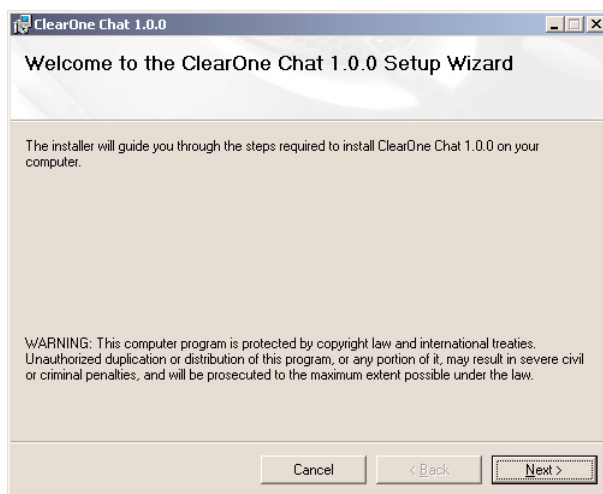 ClearOne Chat 1.0.0
Welcome to the ClearOne Chat 1.0.0 Setup Wizard
The installer will guide you through the steps required to install ClearOne Chat 1.0.0 on your
computer.
WARNING: This computer program is protected by copyright law and international treaties.
Unauthorized duplication or distribution of this program, or any portion of it, may result in severe civil
or criminal penalties, and will be prosecuted to the maximum extent possible under the law.
Cancel < Back Next >